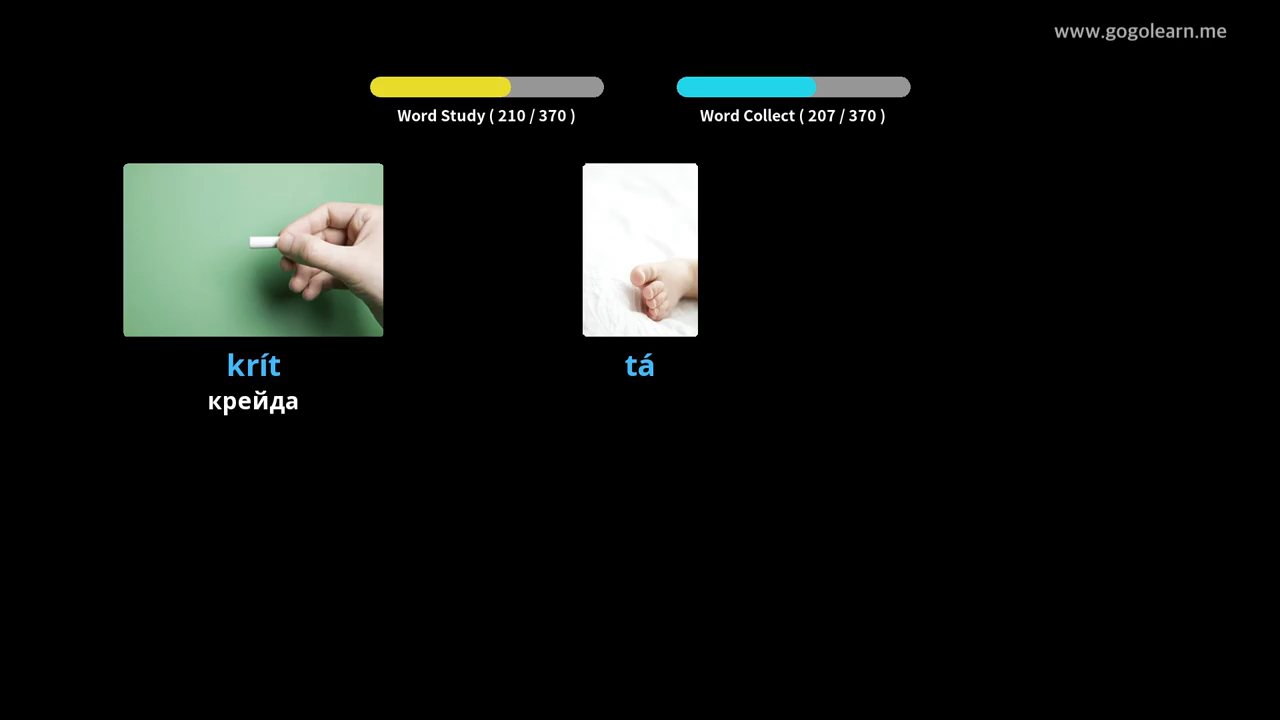 www.gogolearn.me
Word Study ( 210 / 370 )
Word Collect ( 207 / 370 )
krít
крейда
tá